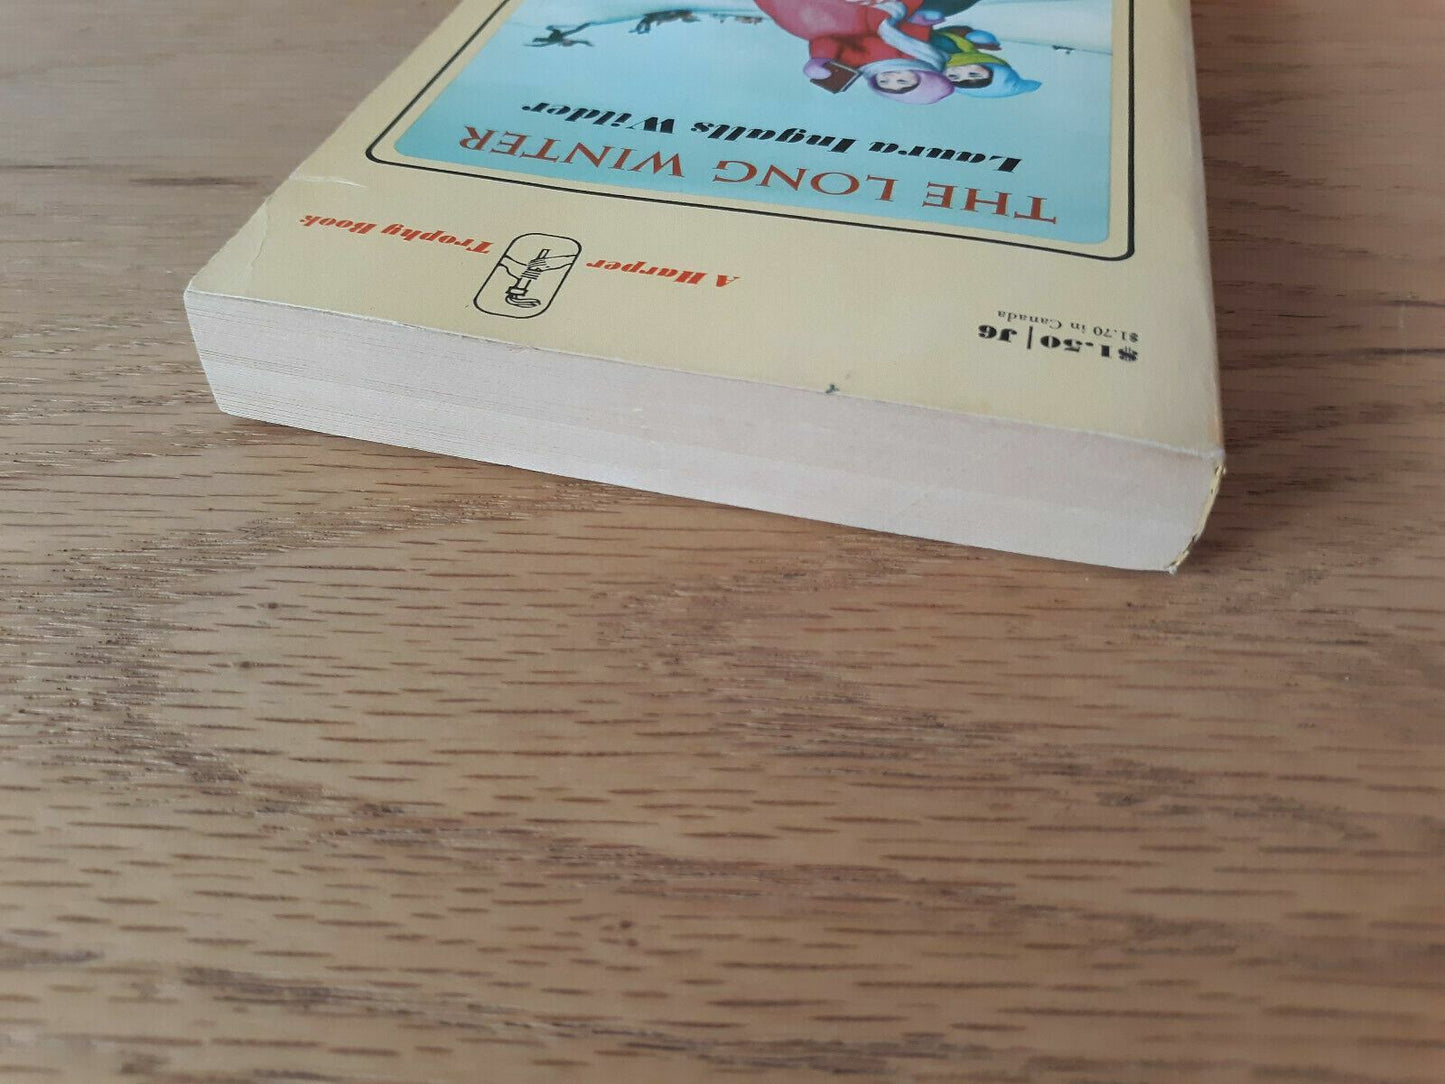 $1.50 | J6
$1.70 in Canada
A Harper
Trophy Book
THE LONG WINTER
Laura Ingalls Wilder